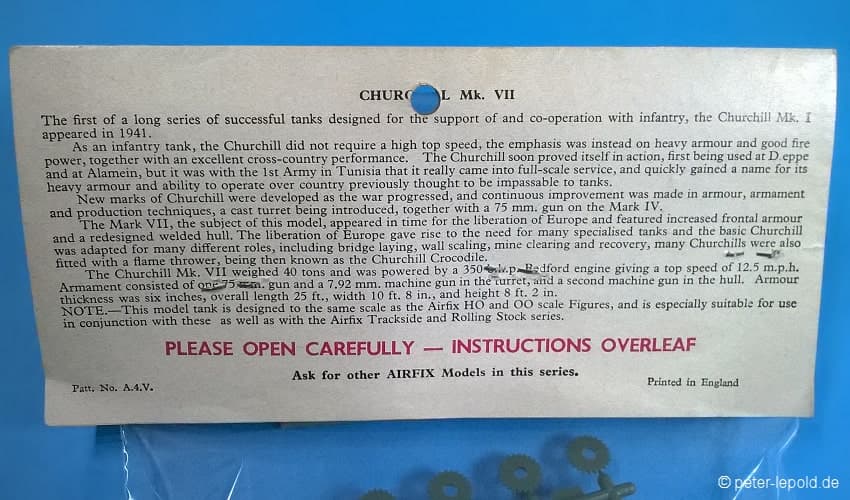 CHURCHILL Mk. VII
The first of a long series of successful tanks designed for the support of and co-operation with infantry, the Churchill Mk. I
appeared in 1941.
As an infantry tank, the Churchill did not require a high top speed, the emphasis was instead on heavy armour and good fire
power, together with an excellent cross-country performance. The Churchill soon proved itself in action, first being used at D eppe
and at Alamein, but it was with the 1st Army in Tunisia that it really came into full-scale service, and quickly gained a name for its
heavy armour and ability to operate over country previously thought to be impassable to tanks.
New marks of Churchill were developed as the war progressed, and continuous improvement was made in armour, armament
and production techniques, a cast turret being introduced, together with a 75 mm. gun on the Mark IV.
The Mark VII, the subject of this model, appeared in time for the liberation of Europe and featured increased frontal armour
and a redesigned welded hull. The liberation of Europe gave rise to the need for many specialised tanks and the basic Churchill
was adapted for many different roles, including bridge laying, wall scaling, mine clearing and recovery, many Churchills were also
fitted with a flame thrower, being then known as the Churchill Crocodile.
The Churchill Mk. VII weighed 40 tons and was powered by a 350 b.h.p. Bedford engine giving a top speed of 12.5 m.p.h.
Armament consisted of one 75 mm. gun and a 7.92 mm. machine gun in the turret, and a second machine gun in the hull. Armour
thickness was six inches, overall length 25 ft., width 10 ft. 8 in., and height 8 ft. 2 in.
NOTE.—This model tank is designed to the same scale as the Airfix HO and OO scale Figures, and is especially suitable for use
in conjunction with these as well as with the Airfix Trackside and Rolling Stock series.
PLEASE OPEN CAREFULLY — INSTRUCTIONS OVERLEAF
Ask for other AIRFIX Models in this series.
Patt. No. A.4.V.
Printed in England
© peter-lepold.de